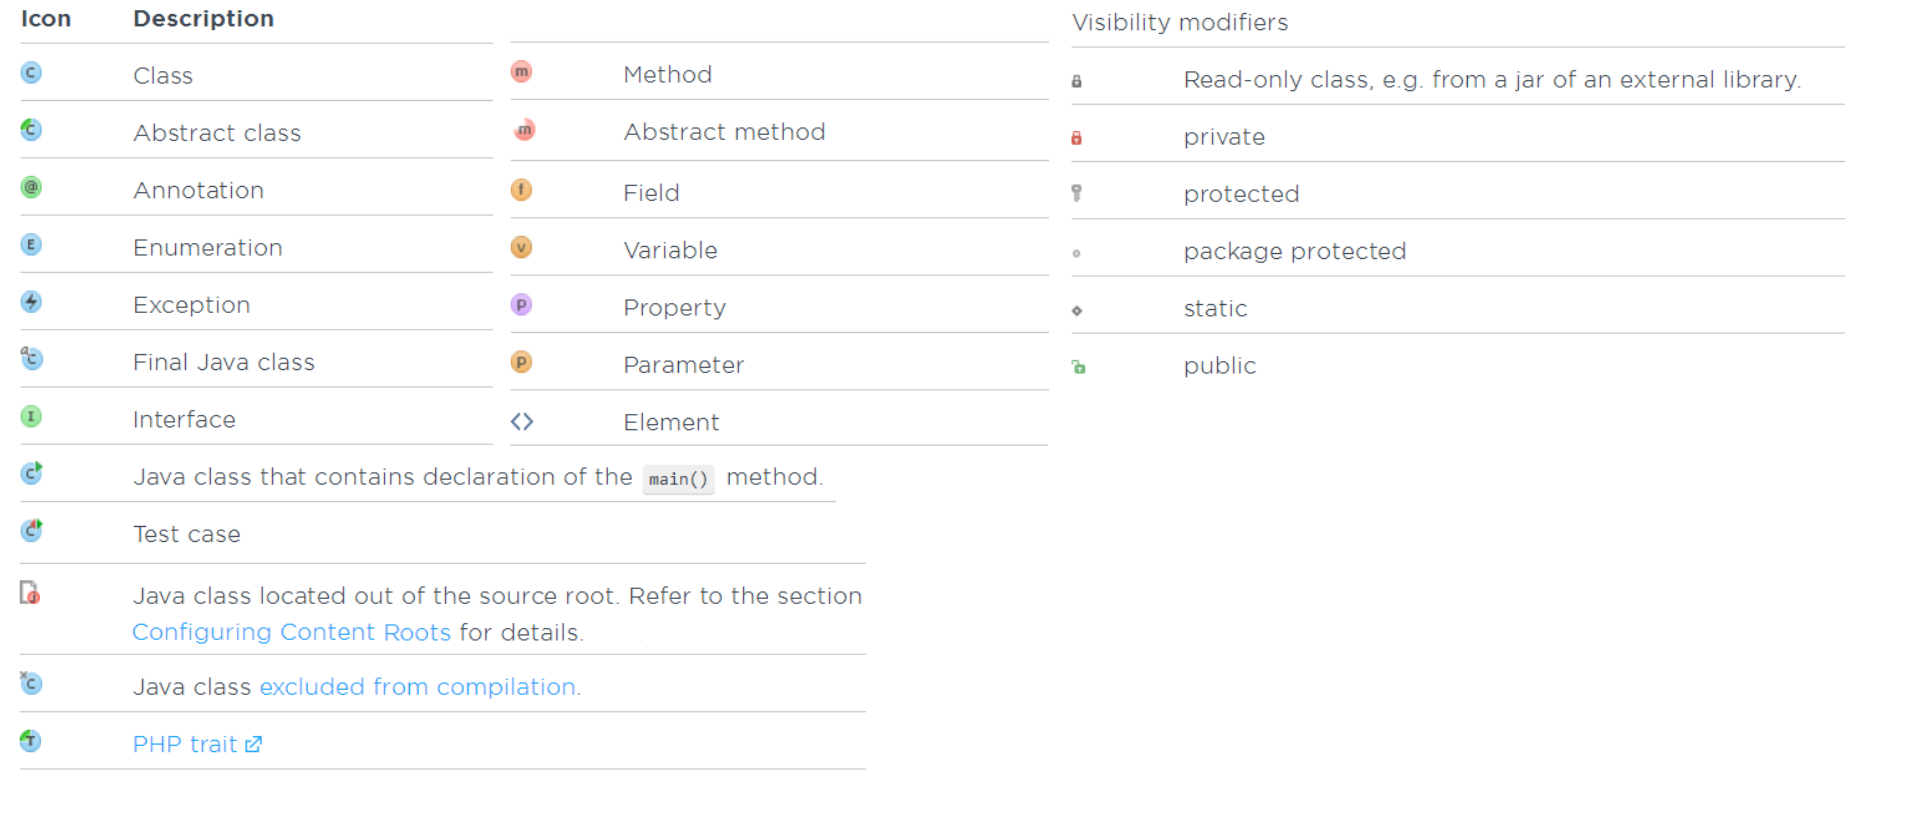 Icon Description
Class
Abstract class
Annotation
Enumeration
Exception
Final Java class
Interface
Java class that contains declaration of the main() method.
Test case
Java class located out of the source root. Refer to the section
Configuring Content Roots for details.
Java class excluded from compilation.
PHP trait
Method
Abstract method
Field
Variable
Property
Parameter
Element
Visibility modifiers
Read-only class, e.g. from a jar of an external library.
private
protected
package protected
static
public